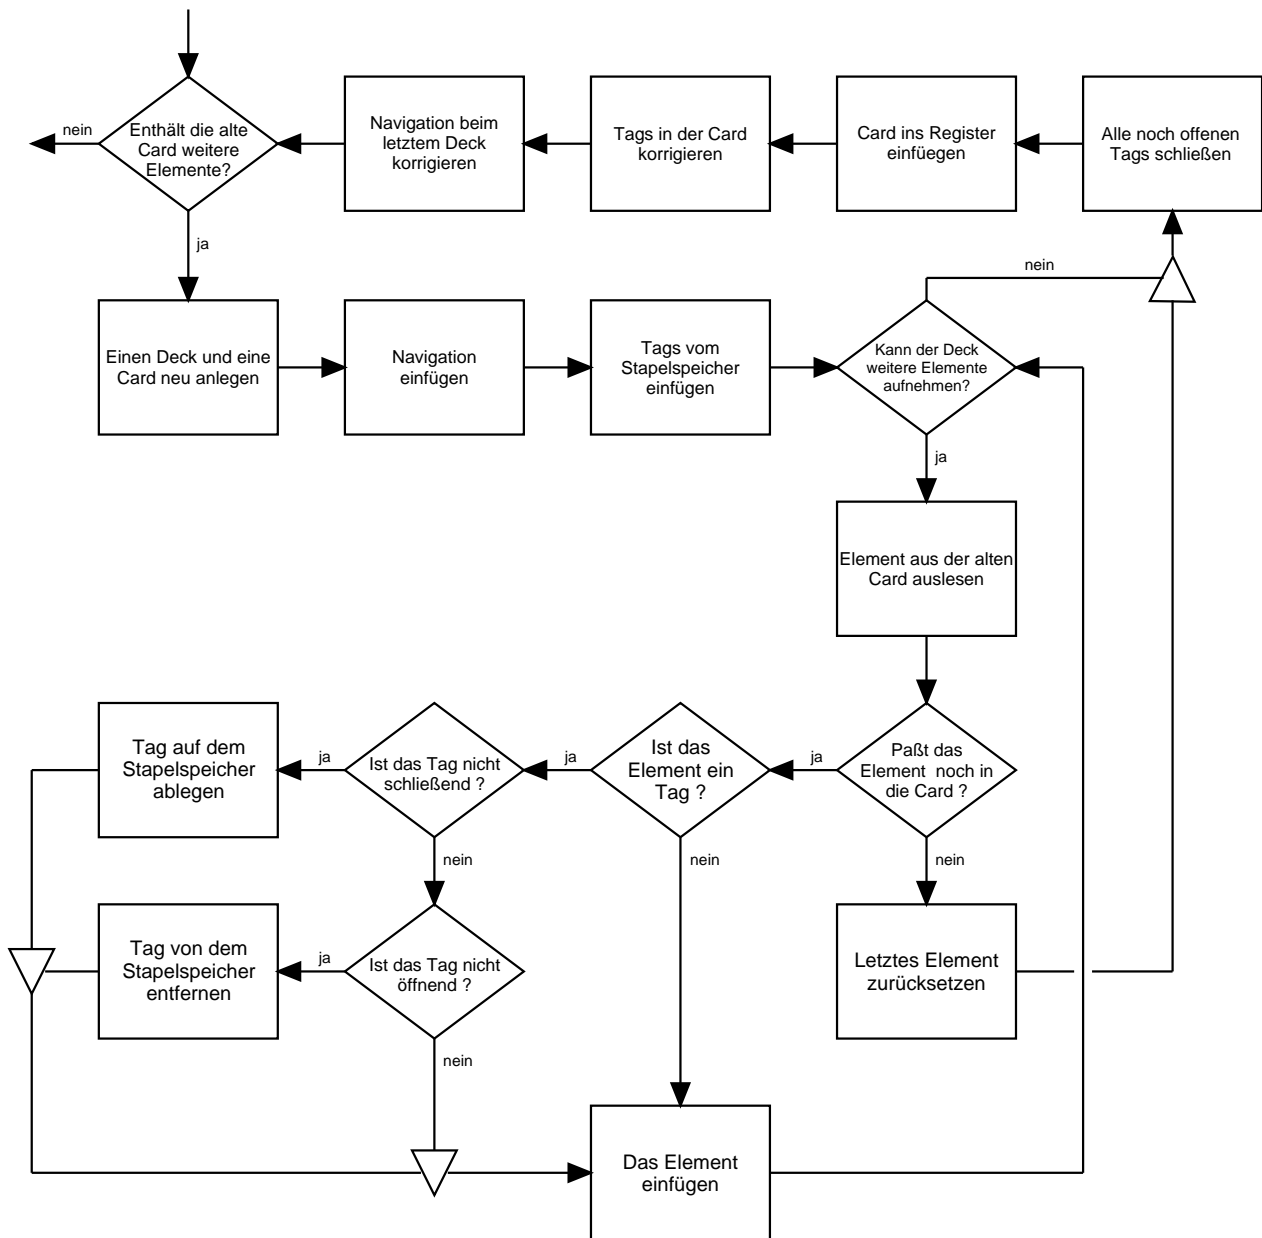 nein
Enthält die alte
Card weitere
Elemente?
Navigation beim
letztem Deck
korrigieren
Tags in der Card
korrigieren
Card ins Register
einfüegen
Alle noch offenen
Tags schließen
ja
nein
Einen Deck und eine
Card neu anlegen
Navigation
einfügen
Tags vom
Stapelspeicher
einfügen
Kann der Deck
weitere Elemente
aufnehmen?
ja
Element aus der alten
Card auslesen
Tag auf dem
Stapelspeicher
ablegen
ja
Ist das Tag nicht
schließend ?
ja
Ist das
Element ein
Tag ?
ja
Paßt das
Element noch in
die Card ?
nein
nein
nein
Tag von dem
Stapelspeicher
entfernen
ja
Ist das Tag nicht
öffnend ?
Letztes Element
zurücksetzen
nein
Das Element
einfügen